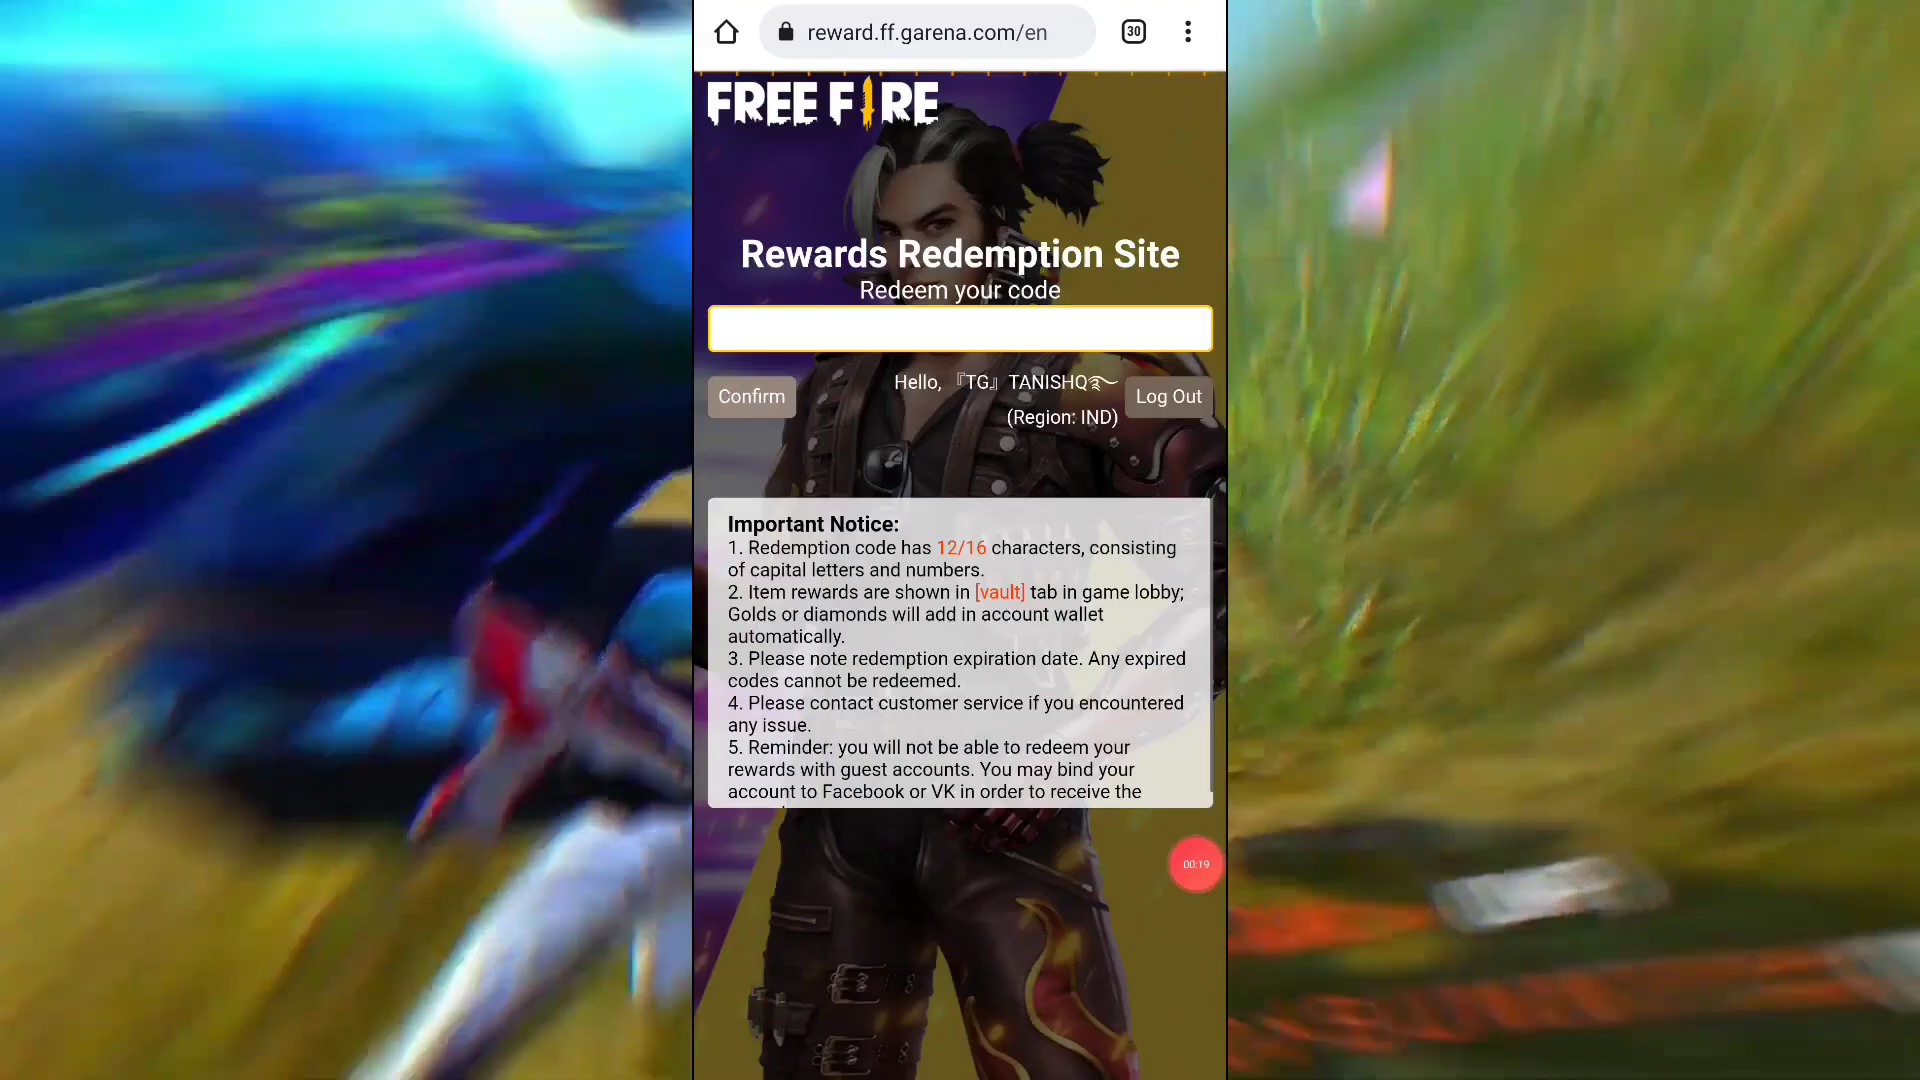 reward.ff.garena.com/en
30
FREE FIRE
Rewards Redemption Site
Redeem your code
Confirm
Hello, 『TG』 TANISHQ࿐
(Region: IND)
Log Out
Important Notice:
1. Redemption code has 12/16 characters, consisting
of capital letters and numbers.
2. Item rewards are shown in [vault] tab in game lobby;
Golds or diamonds will add in account wallet
automatically.
3. Please note redemption expiration date. Any expired
codes cannot be redeemed.
4. Please contact customer service if you encountered
any issue.
5. Reminder: you will not be able to redeem your
rewards with guest accounts. You may bind your
account to Facebook or VK in order to receive the
00:19